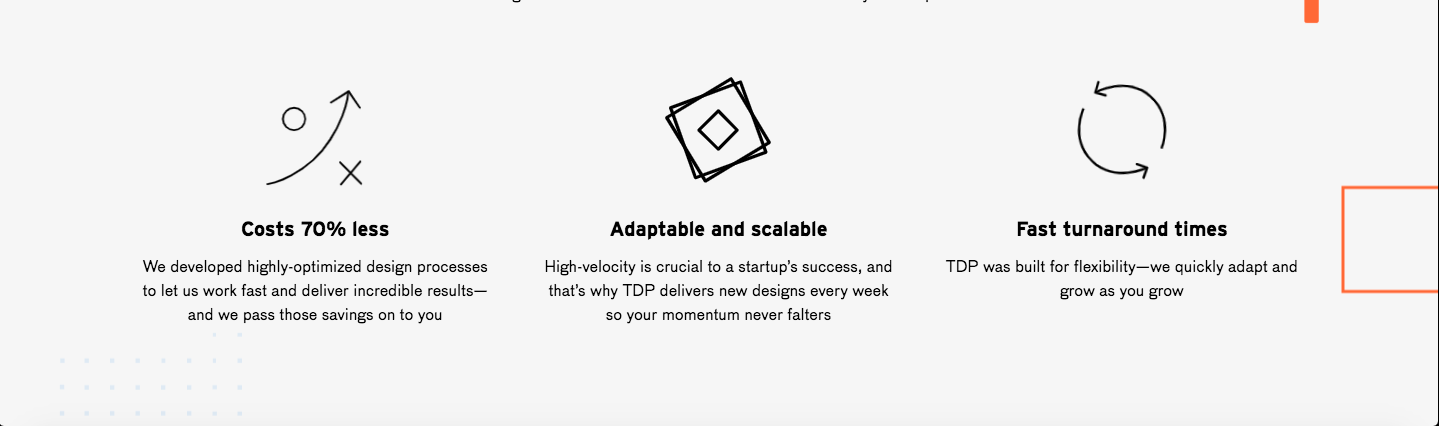 Costs 70% less
We developed highly-optimized design processes
to let us work fast and deliver incredible results—
and we pass those savings on to you
Adaptable and scalable
High-velocity is crucial to a startup's success, and
that's why TDP delivers new designs every week
so your momentum never falters
Fast turnaround times
TDP was built for flexibility—we quickly adapt and
grow as you grow